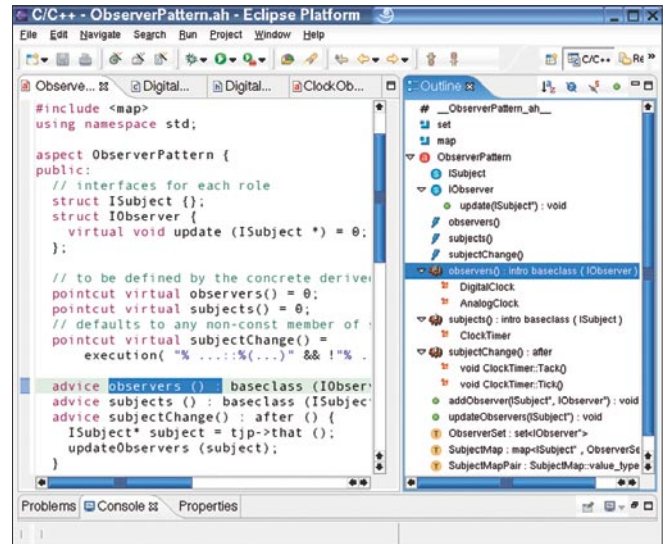 C/C++ - ObserverPattern.ah - Eclipse Platform
File Edit Navigate Search Run Project Window Help
C/C++ Re »
Observe... Digital... Digital... ClockOb...
#include <map>
using namespace std;
aspect ObserverPattern {
public:
// interfaces for each role
struct ISubject {};
struct IObserver {
virtual void update (ISubject *) = 0;
};
// to be defined by the concrete derive
pointcut virtual observers() = 0;
pointcut virtual subjects() = 0;
// defaults to any non-const member of
pointcut virtual subjectChange() =
execution( "% ...::%(...)" && !"% .
advice observers () : baseclass (IObser
advice subjects () : baseclass (ISubjec
advice subjectChange() : after () {
ISubject* subject = tjp->that ();
updateObservers (subject);
}
Outline
# __ObserverPattern_ah__
set
map
ObserverPattern
ISubject
IObserver
update(ISubject*) : void
observers()
subjects()
subjectChange()
observers() : intro baseclass ( IObserver )
DigitalClock
AnalogClock
subjects() : intro baseclass ( ISubject )
ClockTimer
subjectChange() : after
void ClockTimer::Tack()
void ClockTimer::Tick()
addObserver(ISubject*, IObserver*) : void
updateObservers(ISubject*) : void
ObserverSet : set<IObserver*>
SubjectMap : map<ISubject* , ObserverSe
SubjectMapPair : SubjectMap::value_type
Problems Console Properties